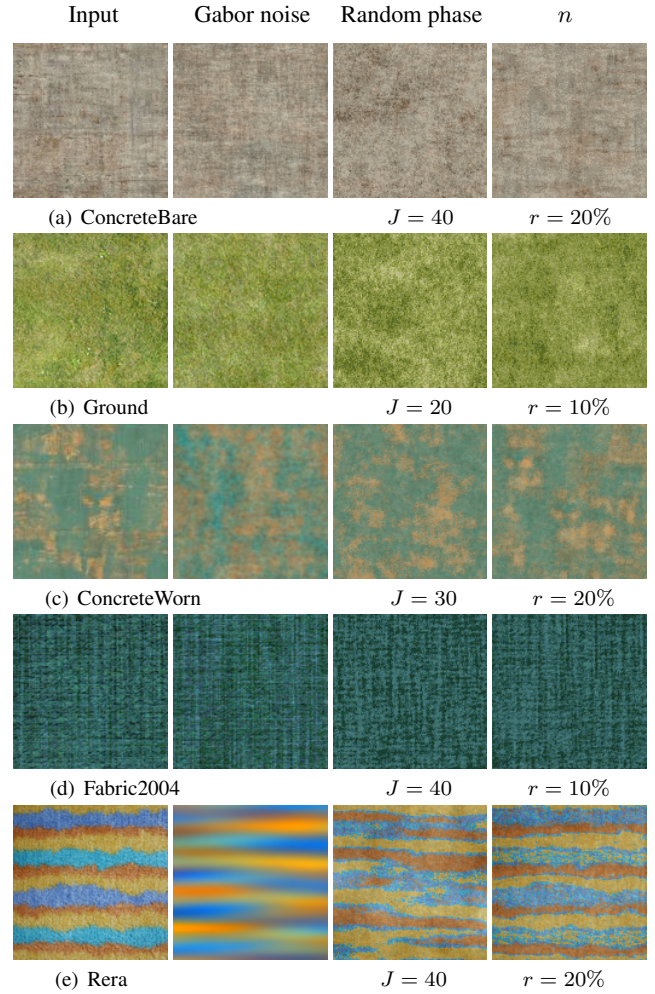 Input Gabor noise Random phase n
(a) ConcreteBare J = 40 r = 20%
(b) Ground J = 20 r = 10%
(c) ConcreteWorn J = 30 r = 20%
(d) Fabric2004 J = 40 r = 10%
(e) Rera J = 40 r = 20%